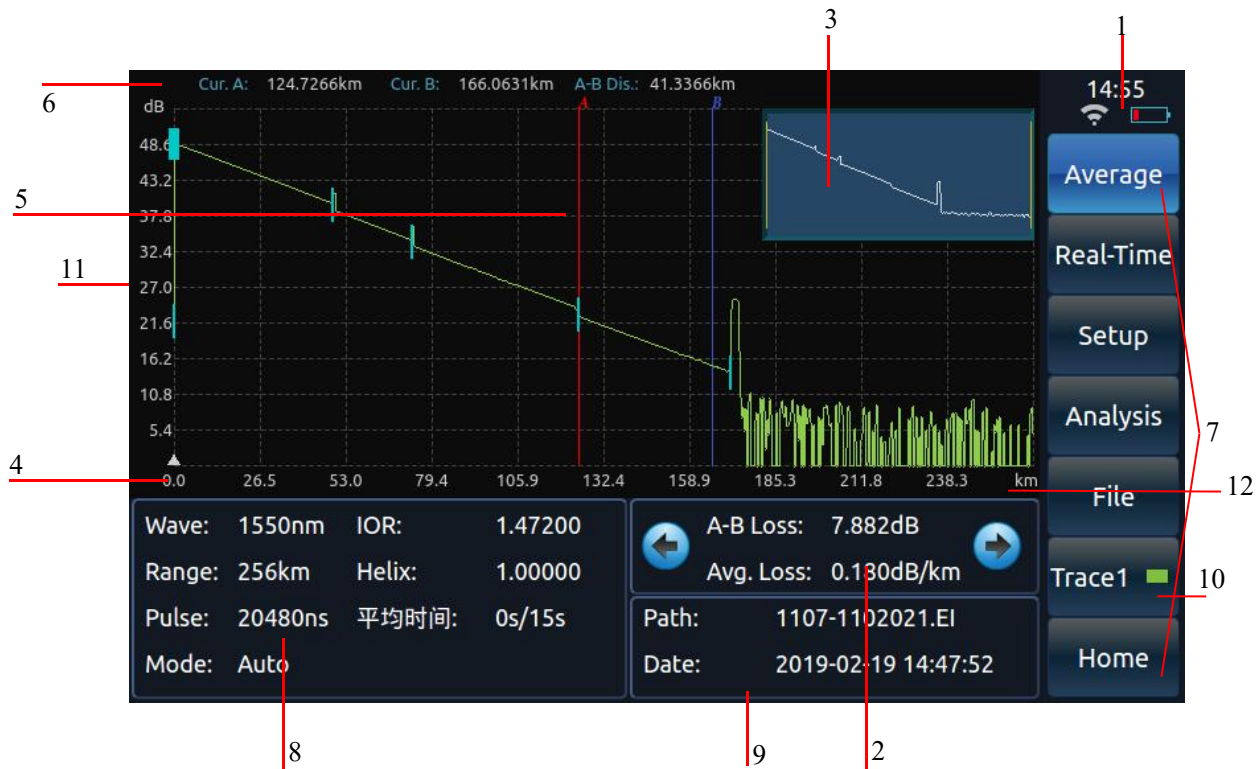 3
1
6
Cur. A: 124.7266km Cur. B: 166.0631km A-B Dis.: 41.3366km
14:55
dB
A
B
48.6
Average
43.2
5
37.8
32.4
Real-Time
11
27.0
21.6
Setup
16.2
10.8
Analysis
5.4
7
4
0.0 26.5 53.0 79.4 105.9 132.4 158.9 185.3 211.8 238.3 km
12
File
Wave: 1550nm IOR: 1.47200
Range: 256km Helix: 1.00000
Pulse: 20480ns 平均时间: 0s/15s
Mode: Auto
A-B Loss: 7.882dB
Avg. Loss: 0.180dB/km
Path: 1107-1102021.EI
Date: 2019-02-19 14:47:52
Trace1
10
Home
8
9
2